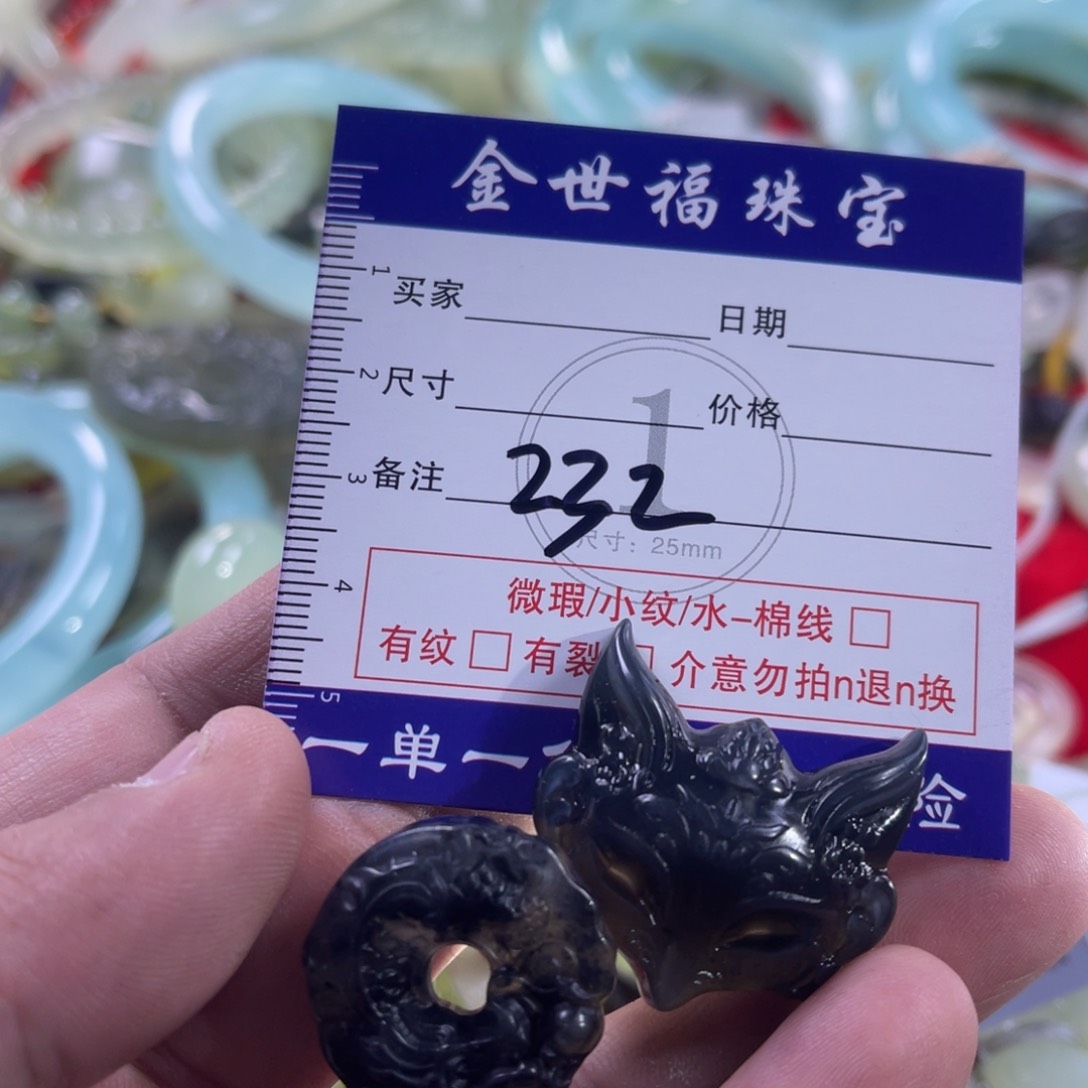 金世福珠宝
1 买家 日期
2 尺寸 价格
1
3 备注 232
尺寸：25mm
4
微瑕/小纹/水-棉线
有纹 有裂 介意勿拍n退n换
5
一单一 险